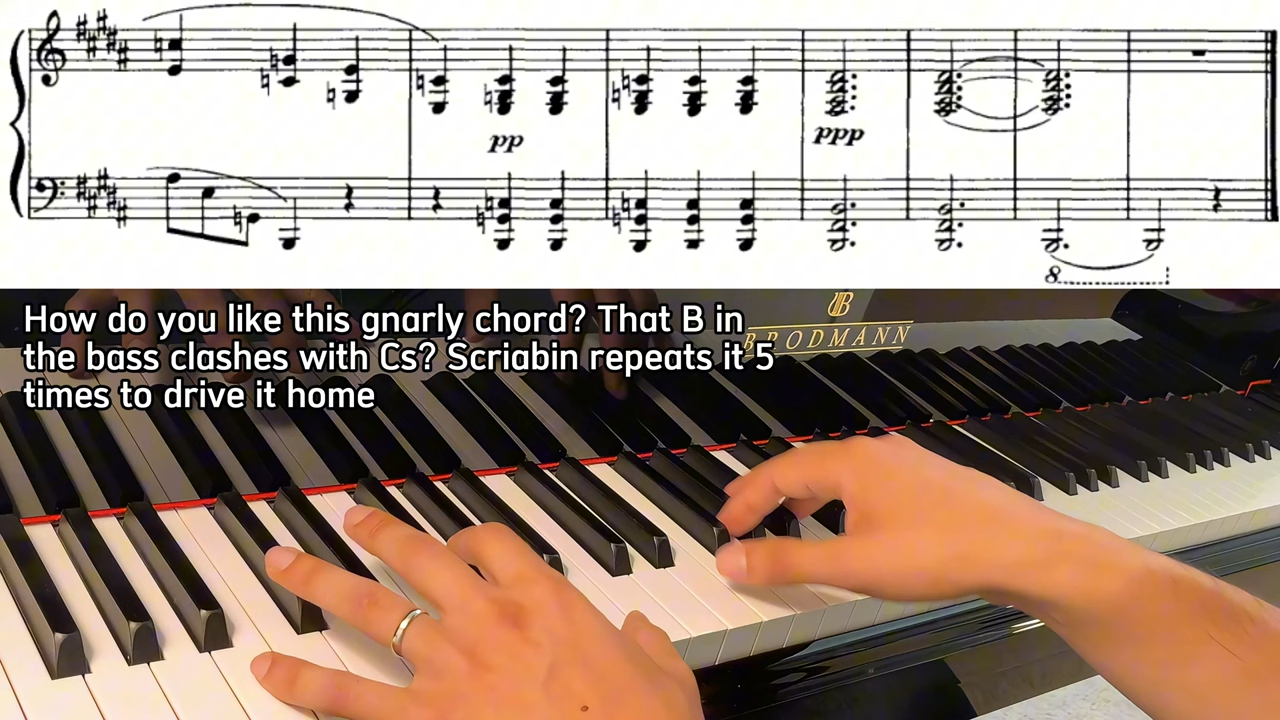 pp
ppp
8
How do you like this gnarly chord? That B in
the bass clashes with Cs? Scriabin repeats it 5
times to drive it home
B
BRODMANN